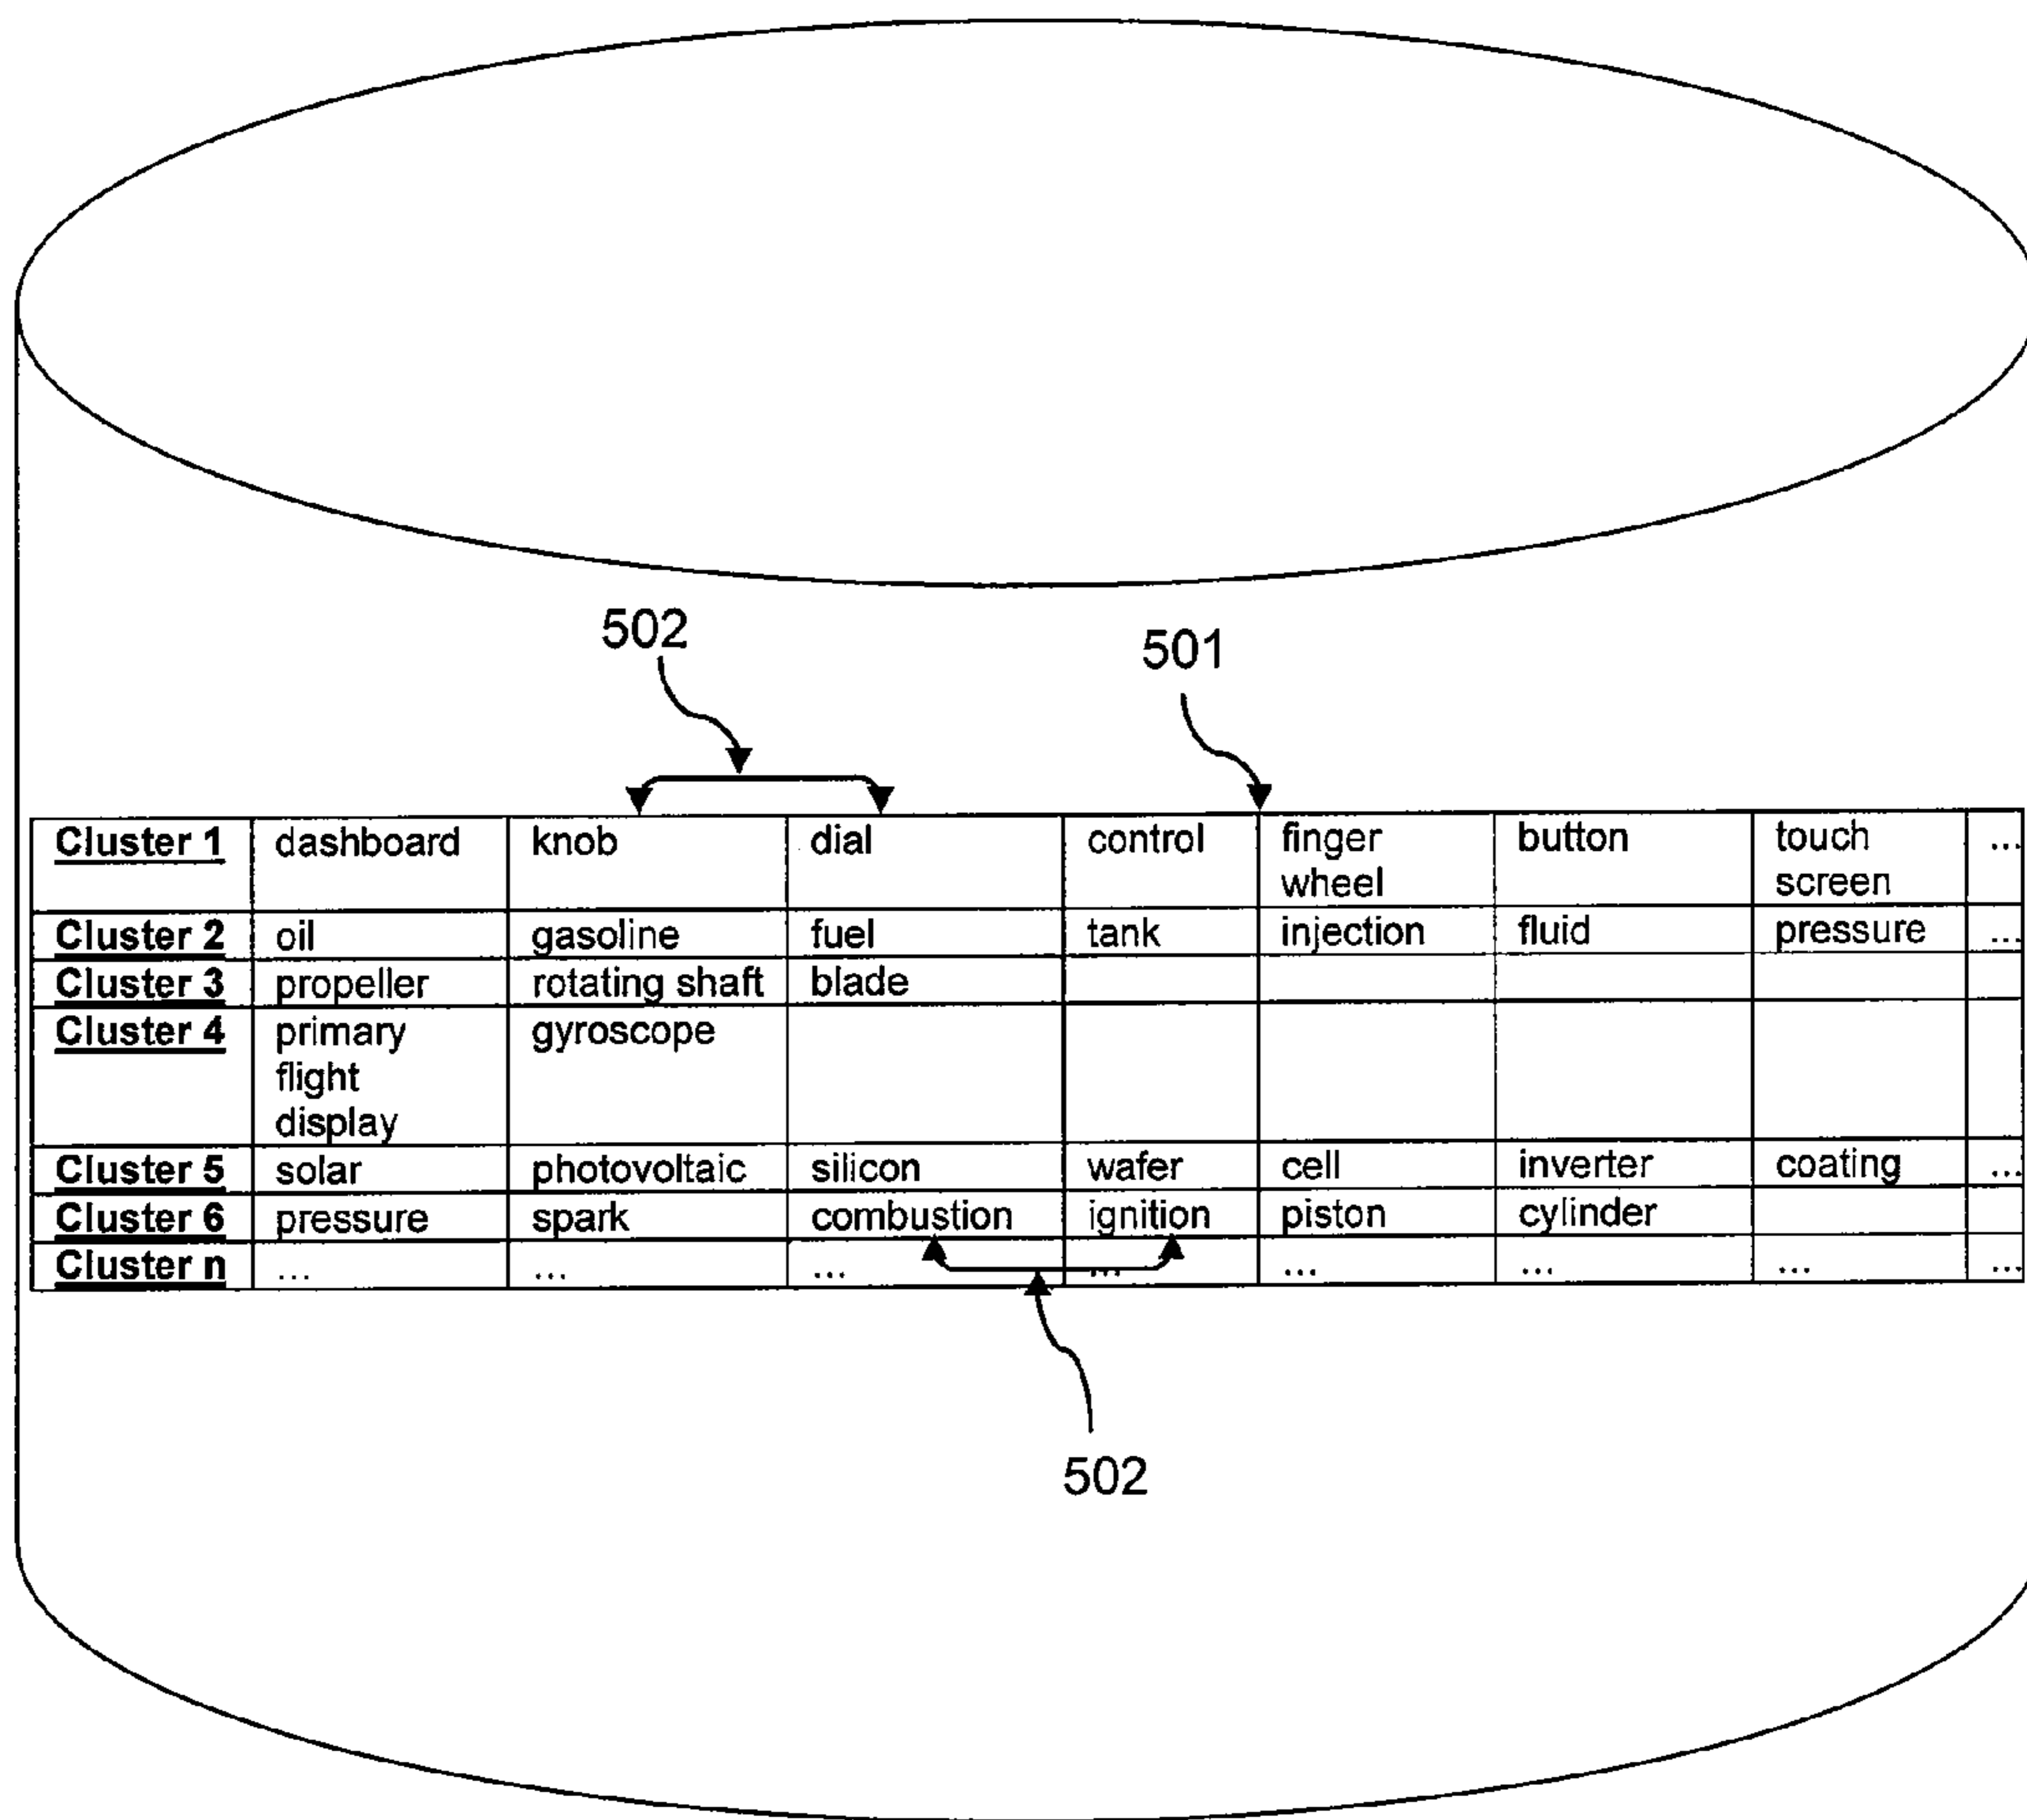 502
501
Cluster 1 dashboard knob dial control finger wheel button touch screen ...
Cluster 2 oil gasoline fuel tank injection fluid pressure ...
Cluster 3 propeller rotating shaft blade
Cluster 4 primary flight display gyroscope
Cluster 5 solar photovoltaic silicon wafer cell inverter coating ...
Cluster 6 pressure spark combustion ignition piston cylinder
Cluster n ... ... ... ... ... ... ... ...
502